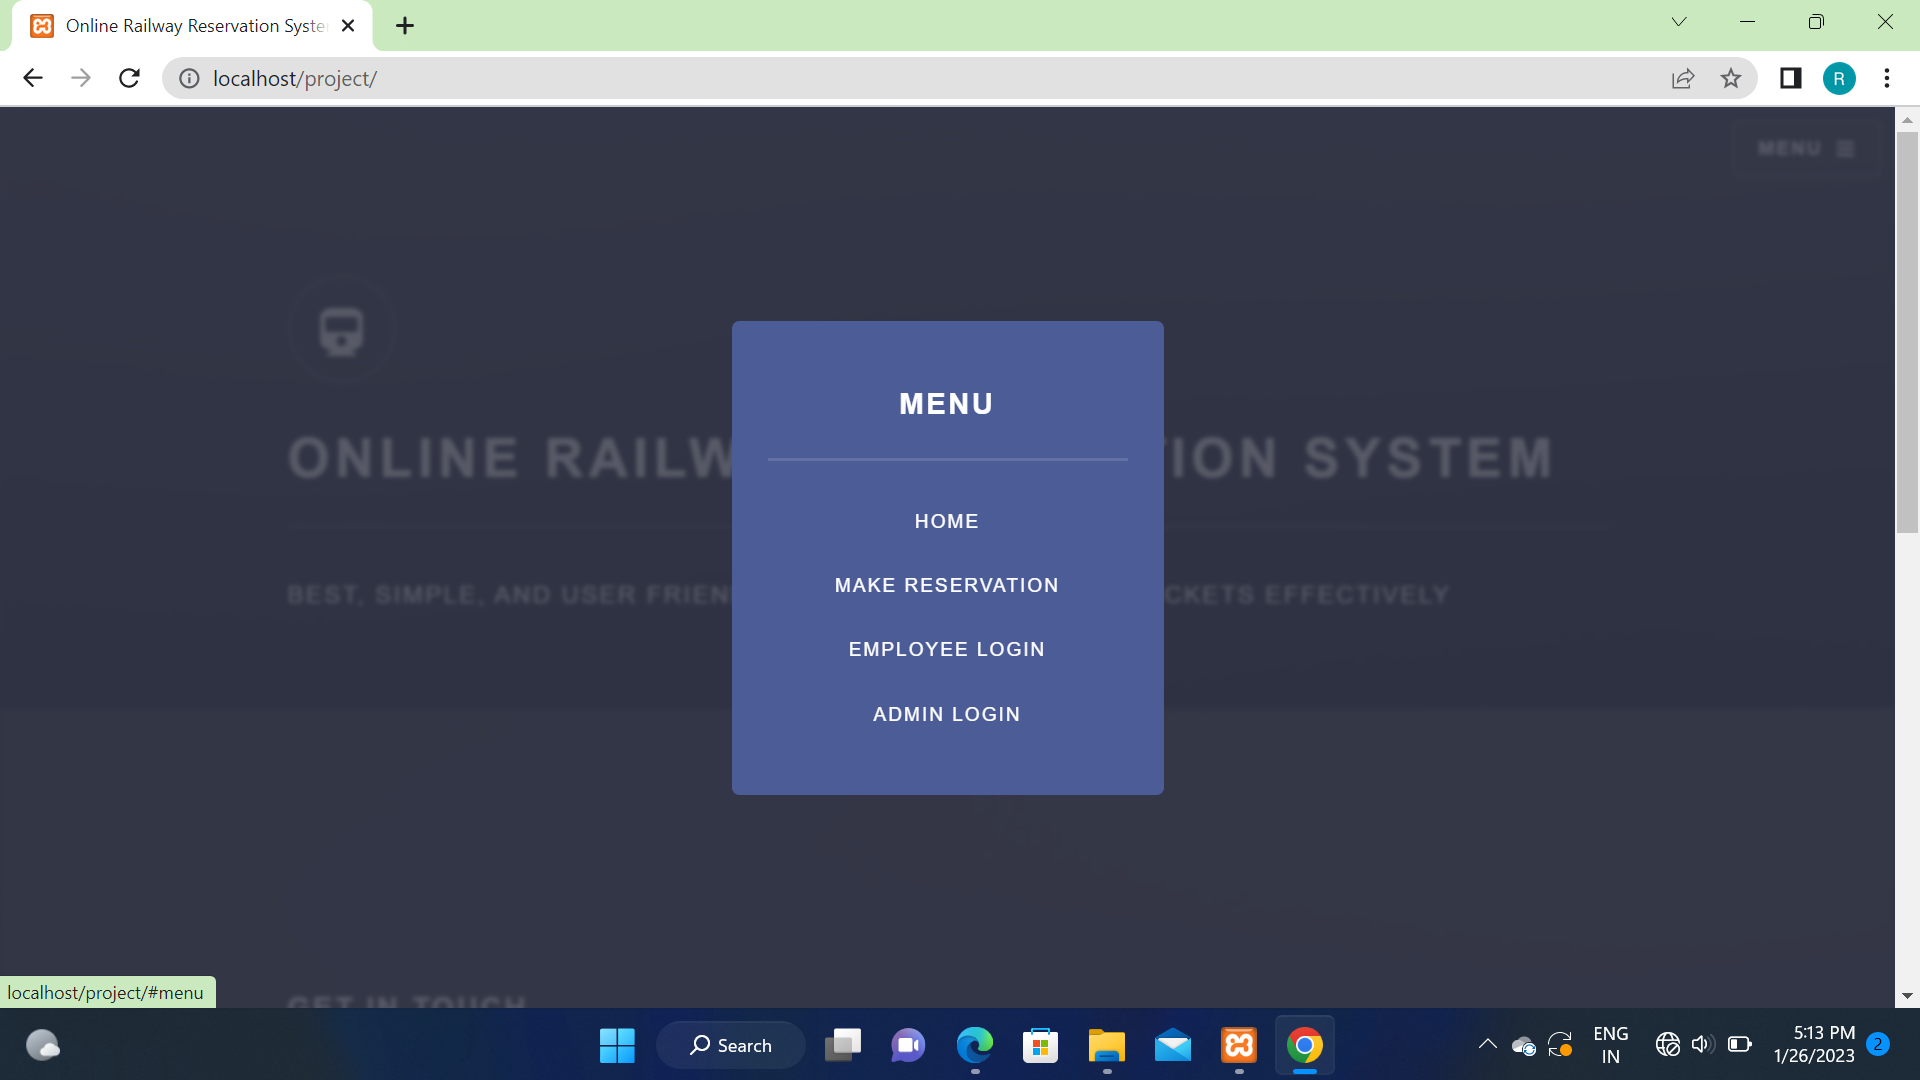 Online Railway Reservation Syste
localhost/project/
R
MENU
ONLINE RAILW
TION SYSTEM
BEST, SIMPLE, AND USER FRIEN
CKETS EFFECTIVELY
MENU
HOME
MAKE RESERVATION
EMPLOYEE LOGIN
ADMIN LOGIN
GET IN TOUCH
localhost/project/#menu
Search
ENG
IN
5:13 PM
1/26/2023
2